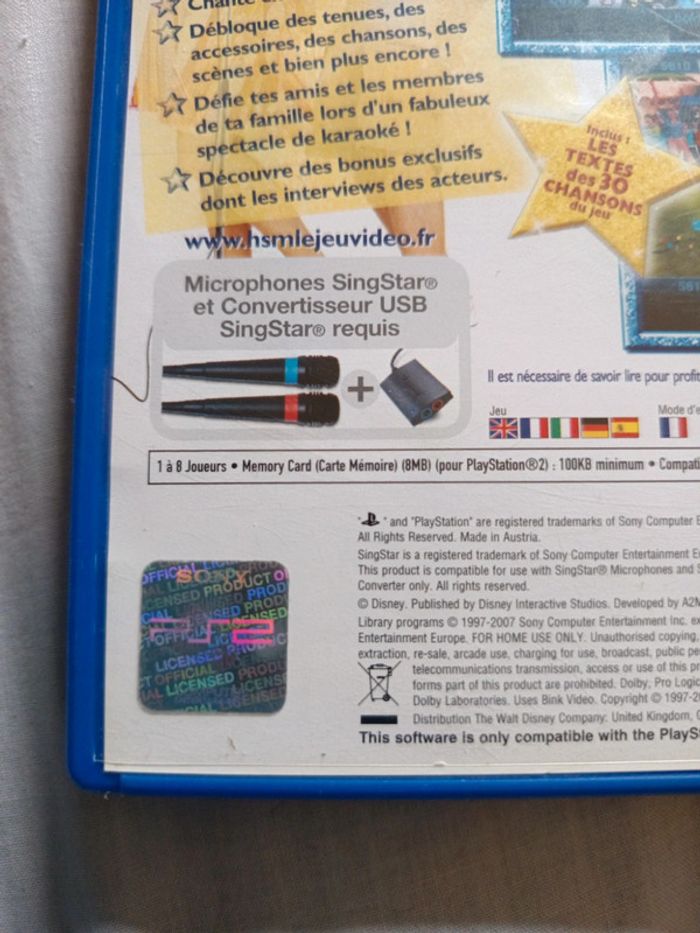 Chante
Débloque des tenues, des
accessoires, des chansons, des
scènes et bien plus encore !
Défie tes amis et les membres
de ta famille lors d'un fabuleux
spectacle de karaoké !
Découvre des bonus exclusifs
dont les interviews des acteurs.
Inclus :
LES
TEXTES
des 30
CHANSONS
du jeu
www.hsmlejeuvideo.fr
Microphones SingStar®
et Convertisseur USB
SingStar® requis
+
Il est nécessaire de savoir lire pour profit
Jeu
Mode d'e
1 à 8 Joueurs • Memory Card (Carte Mémoire) (8MB) (pour PlayStation®2) : 100KB minimum • Compati
" " and "PlayStation" are registered trademarks of Sony Computer E
All Rights Reserved. Made in Austria.
SingStar is a registered trademark of Sony Computer Entertainment E
This product is compatible for use with SingStar® Microphones and S
Converter only. All rights reserved.
© Disney. Published by Disney Interactive Studios. Developed by A2M
Library programs © 1997-2007 Sony Computer Entertainment Inc. ex
Entertainment Europe. FOR HOME USE ONLY. Unauthorised copying,
extraction, re-sale, arcade use, charging for use, broadcast, public pe
telecommunications transmission, access or use of this pr
forms part of this product are prohibited. Dolby, Pro Logic
Dolby Laboratories. Uses Bink Video. Copyright © 1997-2
Distribution The Walt Disney Company: United Kingdom,
This software is only compatible with the PlayS
SONY
PS2
OFFICIAL LICENSED PRODUCT